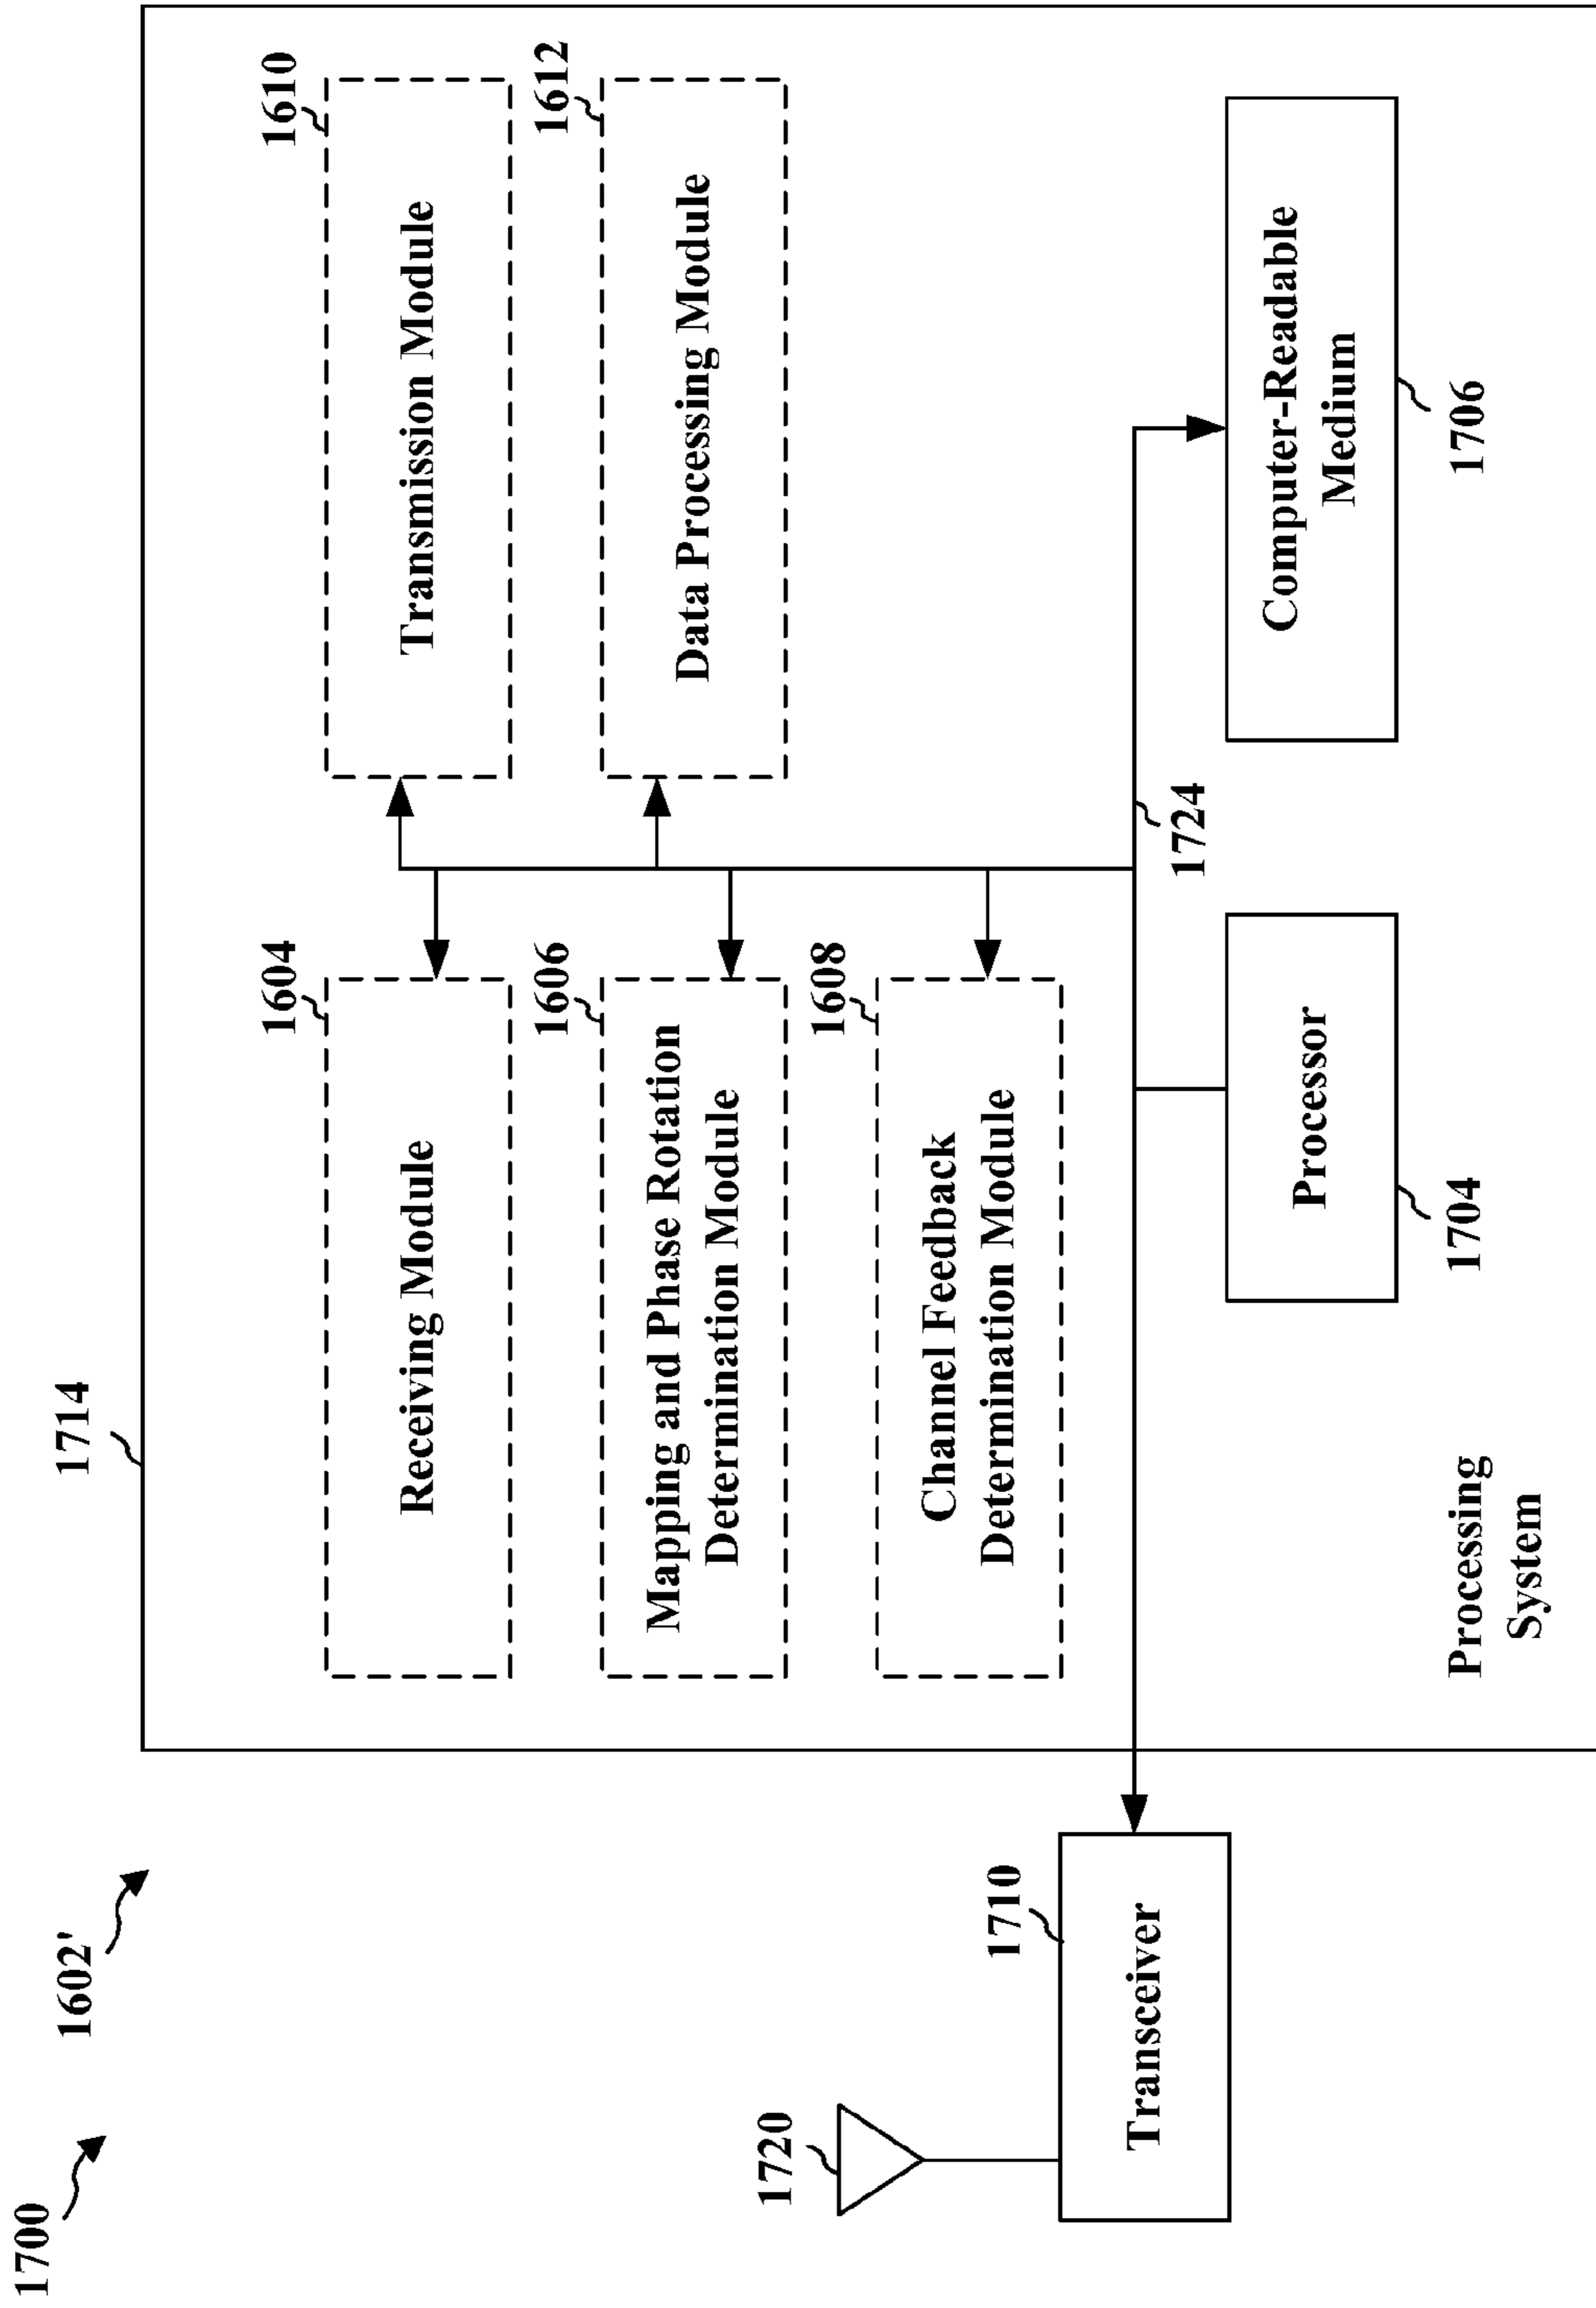 1700
1602'
1714
1604
Receiving Module
1610
Transmission Module
1606
Mapping and Phase Rotation
Determination Module
1612
Data Processing Module
1608
Channel Feedback
Determination Module
1720
1710
Transceiver
1724
Processor
1704
Computer-Readable
Medium
1706
Processing
System